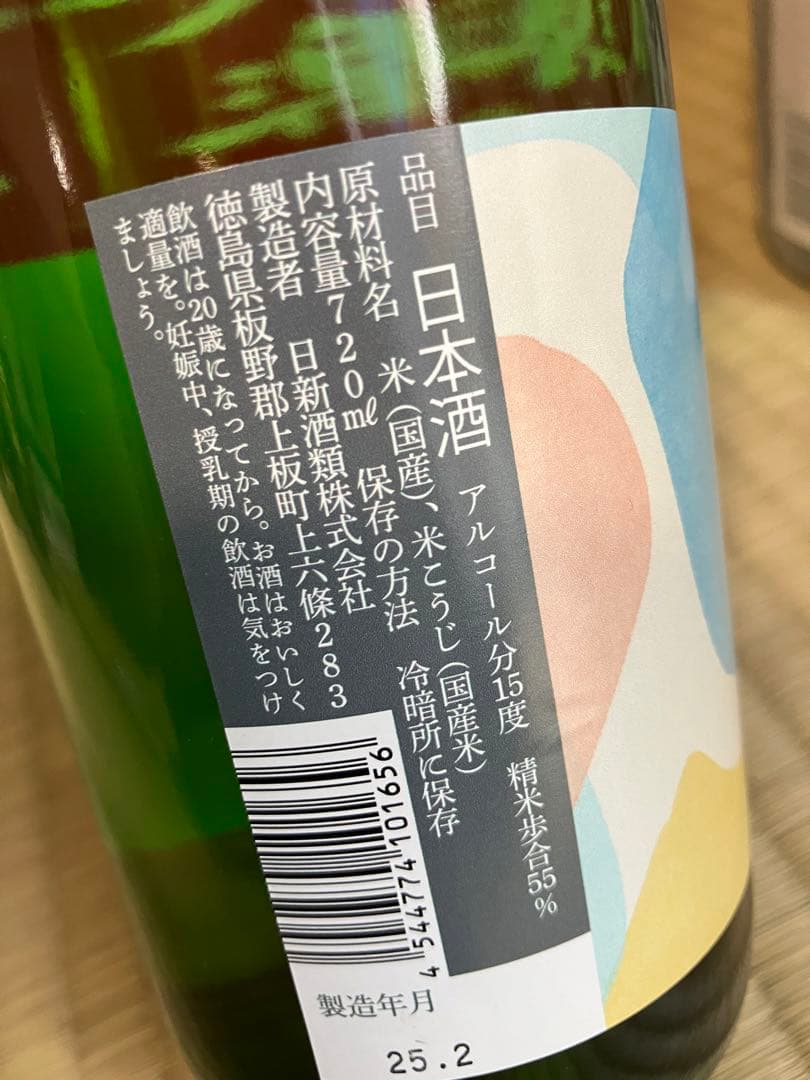 品目　日本酒　アルコール分15度　精米歩合55%
原材料名　米（国産）、米こうじ（国産米）
内容量720㎖　保存の方法　冷暗所に保存
製造者　日新酒類株式会社
徳島県板野郡上板町上六條283
飲酒は20歳になってから。お酒はおいしく
適量を。妊娠中、授乳期の飲酒は気をつけ
ましょう。
4 544774 101656
製造年月
25.2